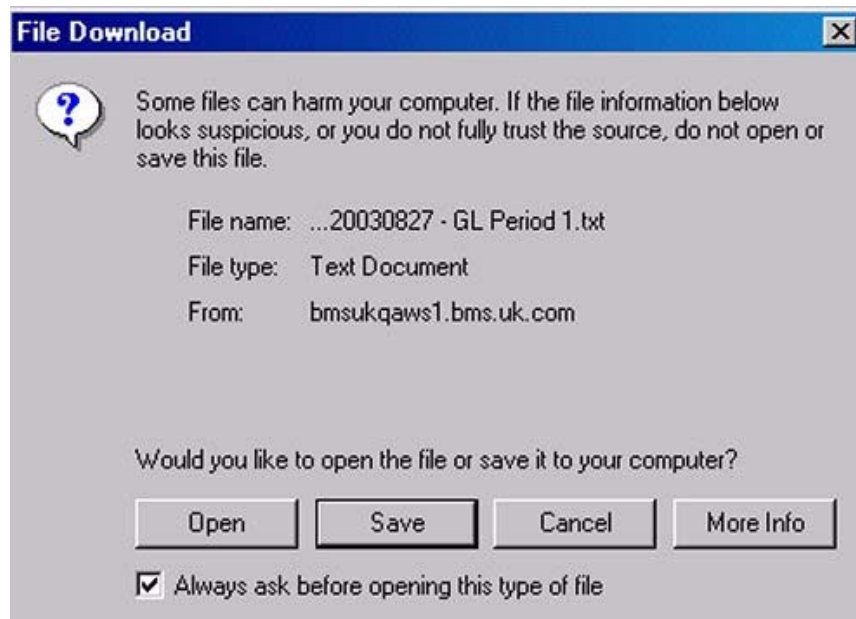 File Download
Some files can harm your computer. If the file information below
looks suspicious, or you do not fully trust the source, do not open or
save this file.
File name: ...20030827 - GL Period 1.txt
File type: Text Document
From: bmsukqaws1.bms.uk.com
Would you like to open the file or save it to your computer?
Open Save Cancel More Info
Always ask before opening this type of file